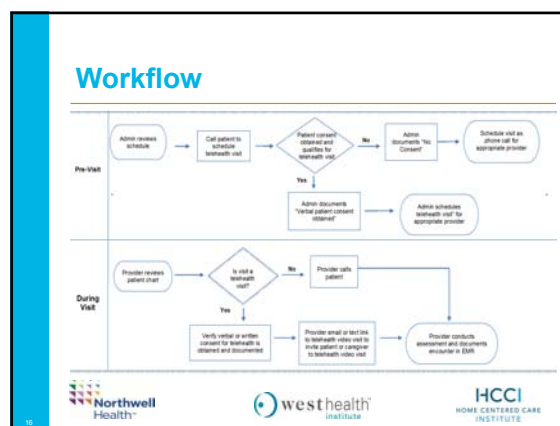 Workflow
Pre-Visit
Admin reviews
schedule
Call patient to
schedule
telehealth visit
Patient consent
obtained and
qualifies for
telehealth visit
No
Admin
documents "No
Consent"
Schedule visit as
phone call for
appropriate provider
Yes
Admin documents
"Verbal patient consent
obtained"
Admin schedules
telehealth visit" for
appropriate provider
During
Visit
Provider reviews
patient chart
Is visit a
telehealth
visit?
No
Provider calls
patient
Yes
Verify verbal or written
consent for telehealth is
obtained and documented
Provider email or text link
to telehealth video visit to
invite patient or caregiver
to telehealth video visit
Provider conducts
assessment and documents
encounter in EMR
Northwell
Health
westhealth
institute
HCCI
HOME CENTERED CARE
INSTITUTE